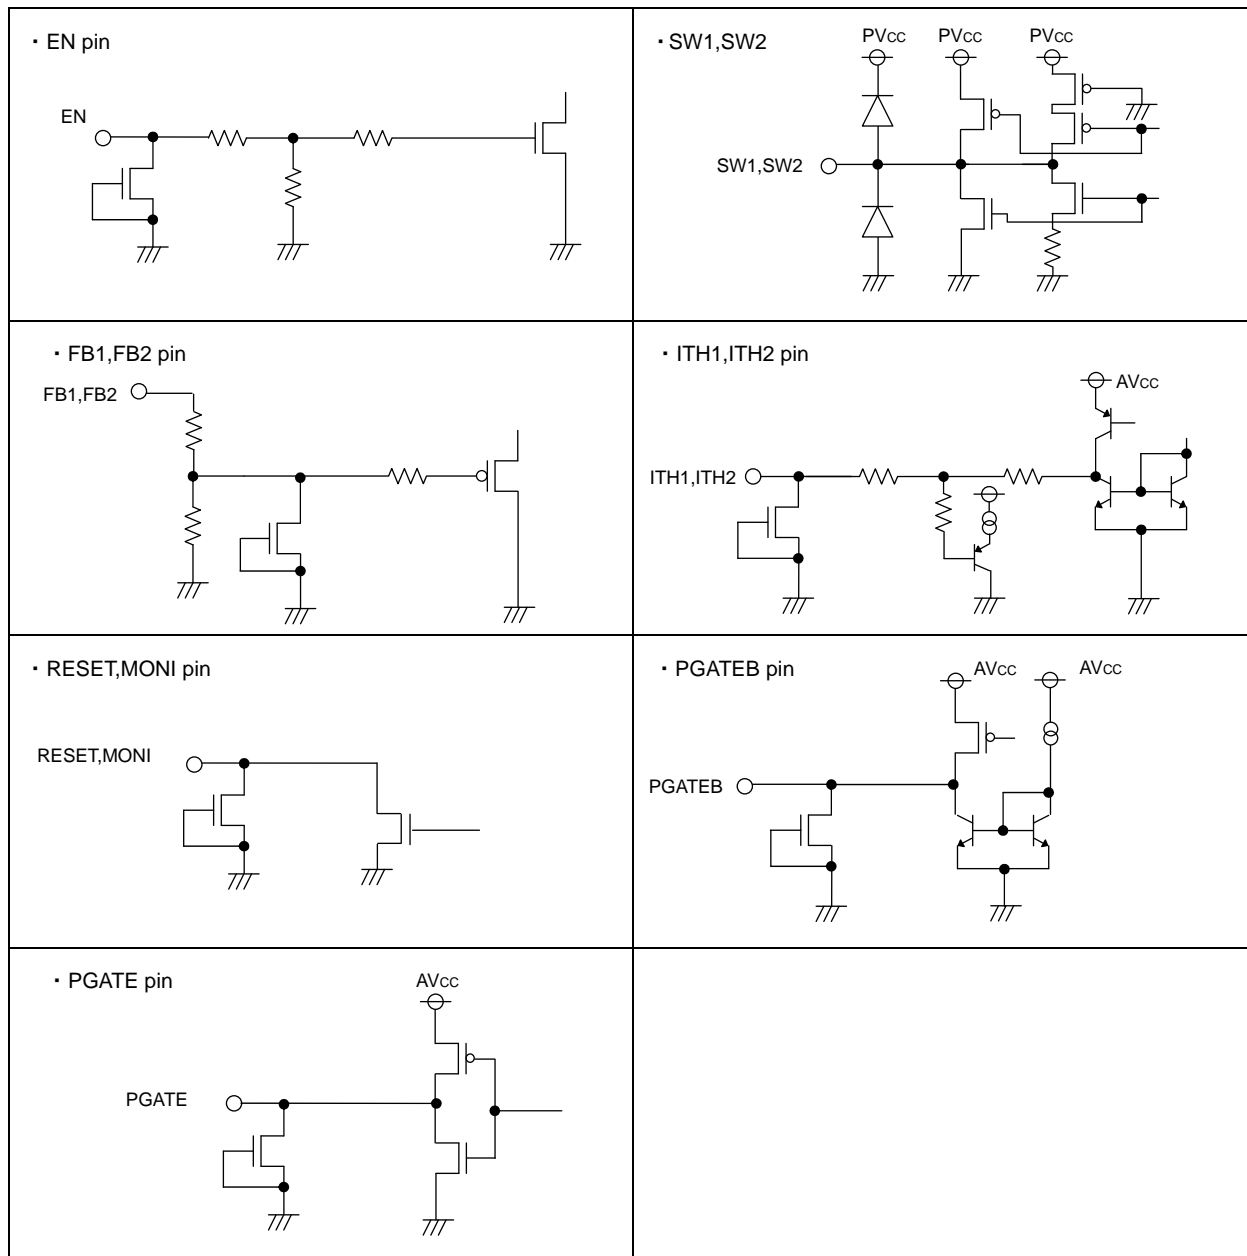 ・ EN pin
EN
・ SW1,SW2
PVcc PVcc PVcc
SW1,SW2
・ FB1,FB2 pin
FB1,FB2
・ ITH1,ITH2 pin
AVcc
ITH1,ITH2
・ RESET,MONI pin
RESET,MONI
・ PGATEB pin
AVcc AVcc
PGATEB
・ PGATE pin
AVcc
PGATE